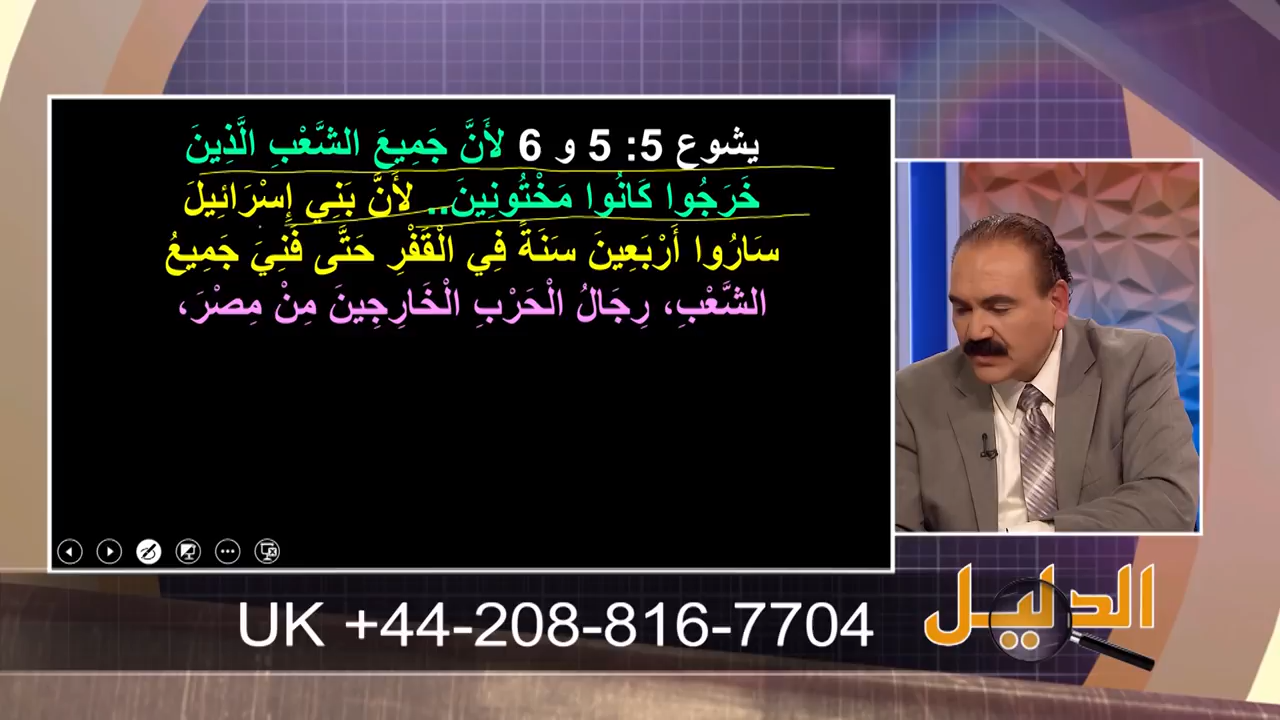 يشوع 5: 5 و 6 لأَنَّ جَمِيعَ الشَّعْبِ الَّذِينَ
خَرَجُوا كَانُوا مَخْتُونِينَ.. لأَنَّ بَنِي إِسْرَائِيلَ
سَارُوا أَرْبَعِينَ سَنَةً فِي الْقَفْرِ حَتَّى فَنِيَ جَمِيعُ
الشَّعْبِ، رِجَالُ الْحَرْبِ الْخَارِجِينَ مِنْ مِصْرَ،
الدليل
UK +44-208-816-7704